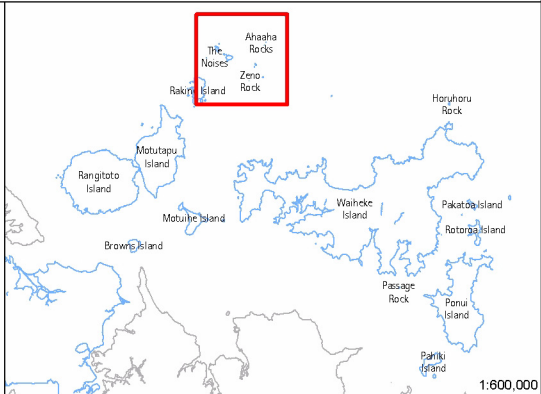 Ahaaha
Rocks
The
Noises
Zeno
Rock
Rakino Island
Horuhoru
Rock
Motutapu
Island
Rangitoto
Island
Waiheke
Island
Pakatoa Island
Motuihe Island
Rotoroa Island
Browns Island
Passage
Rock
Ponui
Island
Pahiki
Island
1:600,000